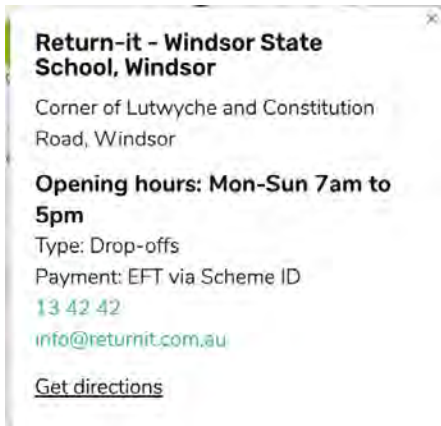 Return-it - Windsor State
School, Windsor
Corner of Lutwyche and Constitution
Road, Windsor
Opening hours: Mon-Sun 7am to
5pm
Type: Drop-offs
Payment: EFT via Scheme ID
13 42 42
info@returnit.com.au
Get directions